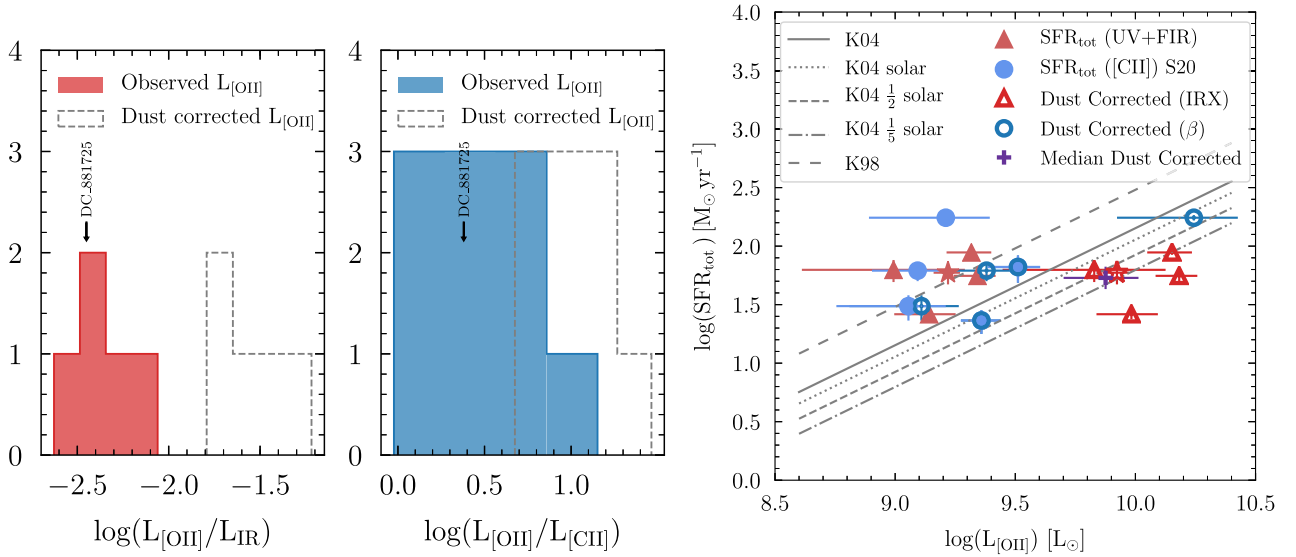 4
3
2
1
0
Observed L[OII]
Dust corrected L[OII]
DC_881725
−2.5
−2.0
−1.5
log(L[OII]/LIR)
4
3
2
1
0
Observed L[OII]
Dust corrected L[OII]
DC_881725
0.0
0.5
1.0
log(L[OII]/L[CII])
log(SFRtot) [M⊙ yr−1]
4.0
3.5
3.0
2.5
2.0
1.5
1.0
0.5
0.0
K04
K04 solar
K04 1/2 solar
K04 1/5 solar
K98
SFRtot (UV+FIR)
SFRtot ([CII]) S20
Dust Corrected (IRX)
Dust Corrected (β)
Median Dust Corrected
8.5
9.0
9.5
10.0
10.5
log(L[OII]) [L⊙]